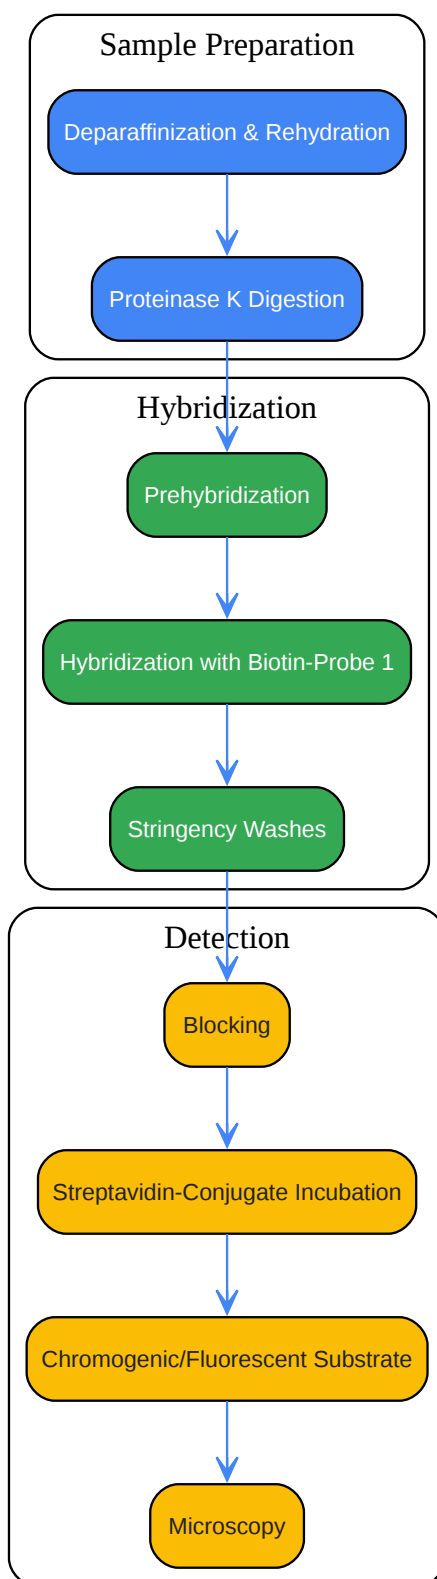 Sample Preparation
Deparaffinization & Rehydration
Proteinase K Digestion
Hybridization
Prehybridization
Hybridization with Biotin-Probe 1
Stringency Washes
Detection
Blocking
Streptavidin-Conjugate Incubation
Chromogenic/Fluorescent Substrate
Microscopy